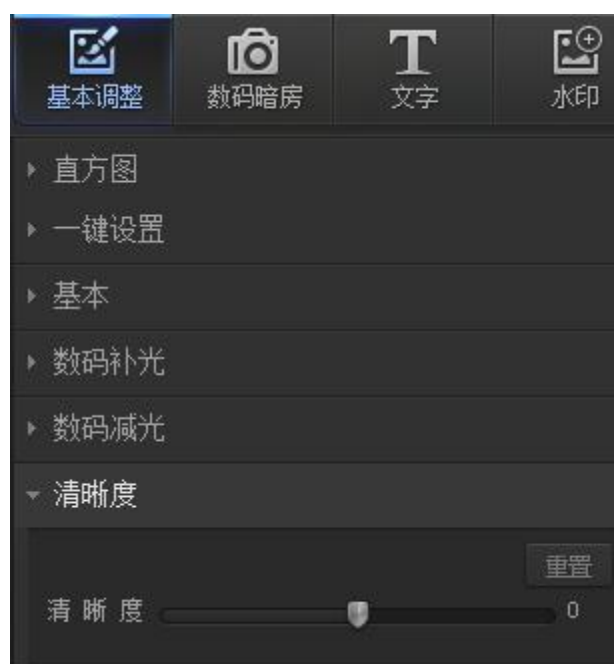 基本调整 数码暗房 文字 水印
直方图
一键设置
基本
数码补光
数码减光
清晰度
重置
清晰度 0